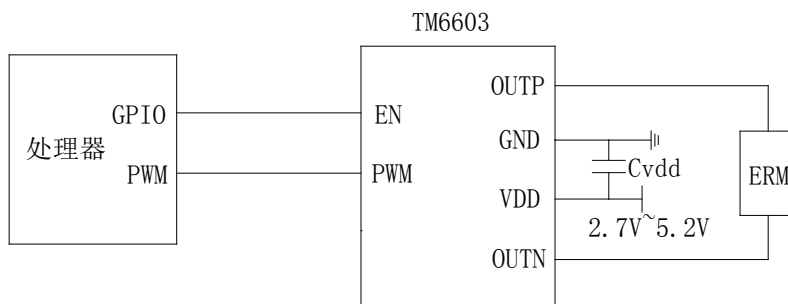 TM6603
OUTP
GPIO
EN
GND
处理器
Cvdd
PWM
PWM
ERM
VDD
2.7V~5.2V
OUTN